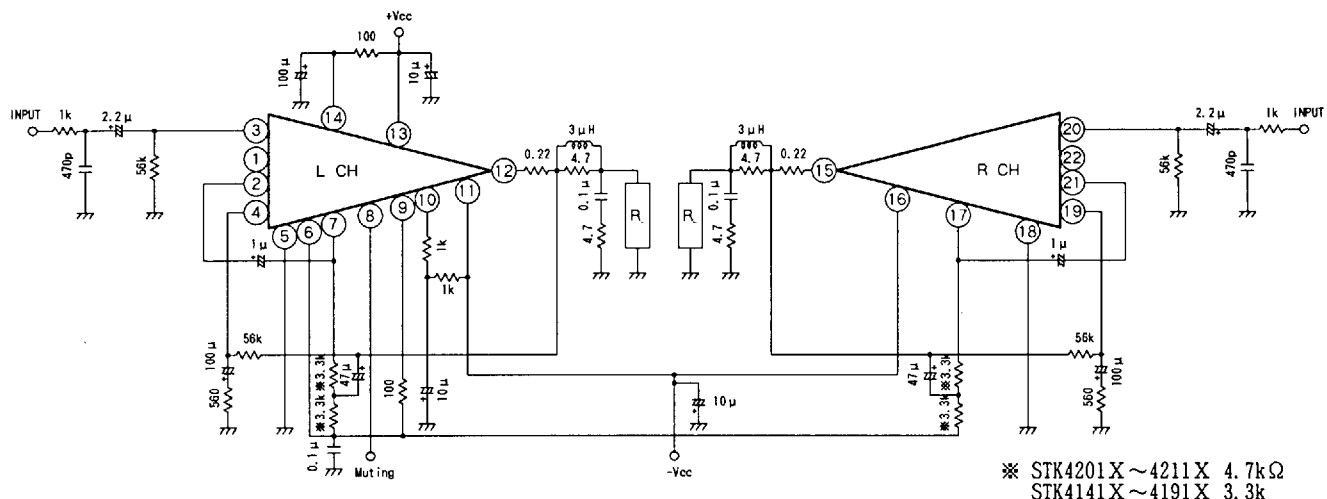 +Vcc
100
100μ
+
10μ
+
INPUT
1k
2.2μ
+
470p
56k
3
1
2
4
14
13
L CH
12
5
6
7
8
9
10
11
0.22
3μH
4.7
0.1μ
4.7
R
1μ
+
1k
1k
56k
100μ
+
560
※3.3k
※3.3k
47μ
+
100
10μ
+
0.1μ
Muting
-Vcc
10μ
+
3μH
4.7
0.22
0.1μ
4.7
R
15
R CH
16
17
18
20
22
21
19
2.2μ
+
1k
INPUT
56k
470p
1μ
+
47μ
+
※3.3k
※3.3k
56k
100μ
+
560
※ STK4201X~4211X 4.7kΩ
STK4141X~4191X 3.3k